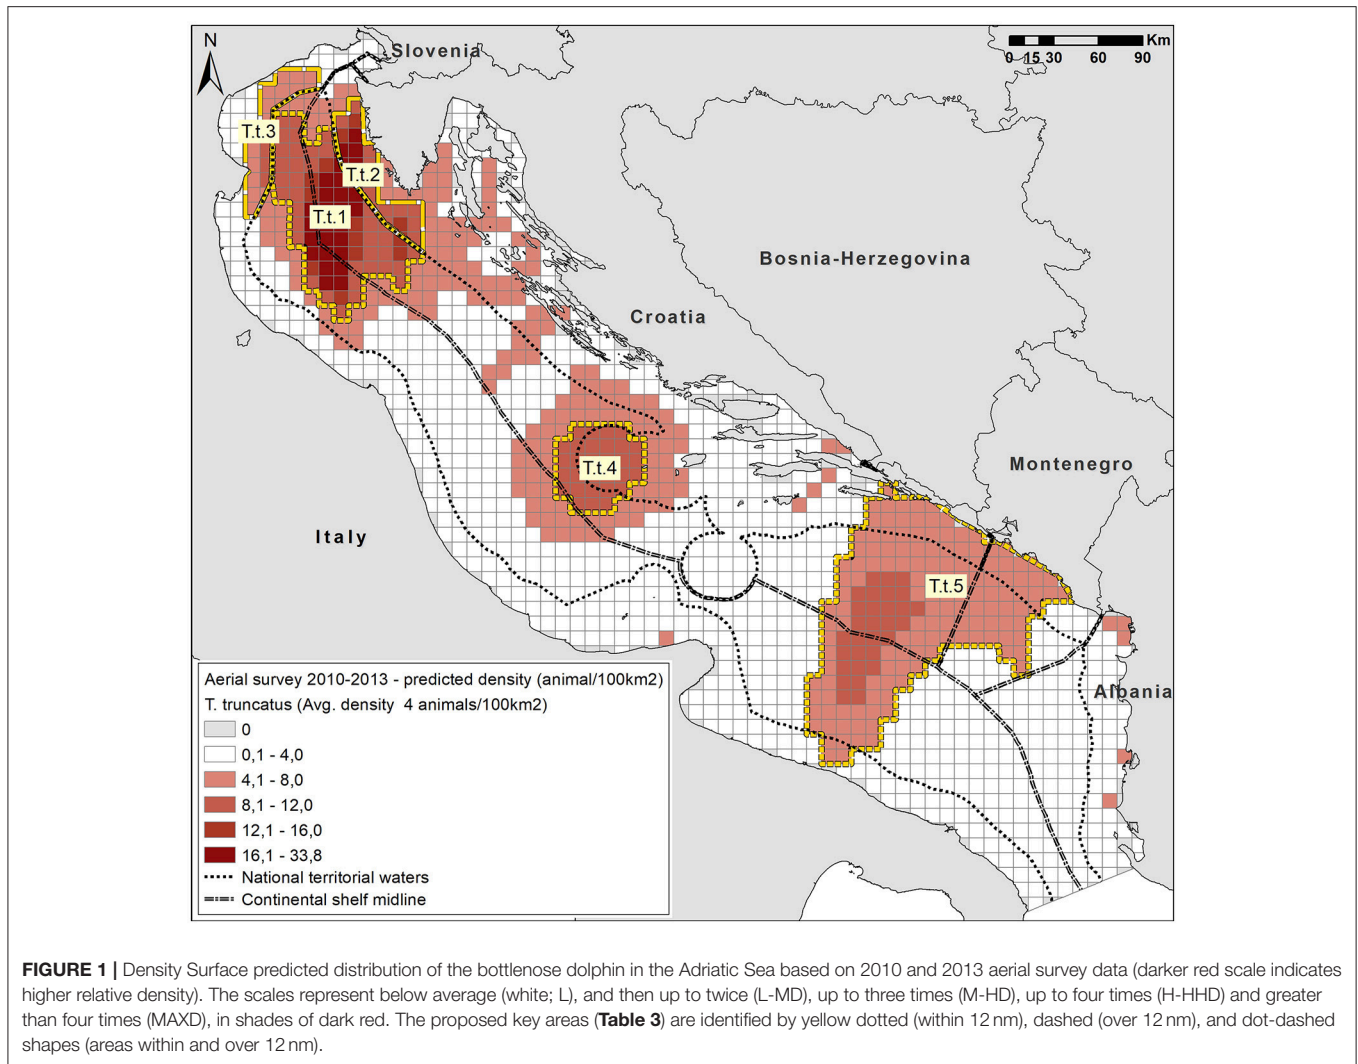 N
Slovenia
Km
0 15 30 60 90
T.t.3
T.t.2
T.t.1
Bosnia-Herzegovina
Croatia
T.t.4
Montenegro
Italy
T.t.5
Albania
Aerial survey 2010-2013 - predicted density (animal/100km2)
T. truncatus (Avg. density 4 animals/100km2)
0
0,1 - 4,0
4,1 - 8,0
8,1 - 12,0
12,1 - 16,0
16,1 - 33,8
National territorial waters
Continental shelf midline
FIGURE 1 | Density Surface predicted distribution of the bottlenose dolphin in the Adriatic Sea based on 2010 and 2013 aerial survey data (darker red scale indicates
higher relative density). The scales represent below average (white; L), and then up to twice (L-MD), up to three times (M-HD), up to four times (H-HHD) and greater
than four times (MAXD), in shades of dark red. The proposed key areas (Table 3) are identified by yellow dotted (within 12 nm), dashed (over 12 nm), and dot-dashed
shapes (areas within and over 12 nm).